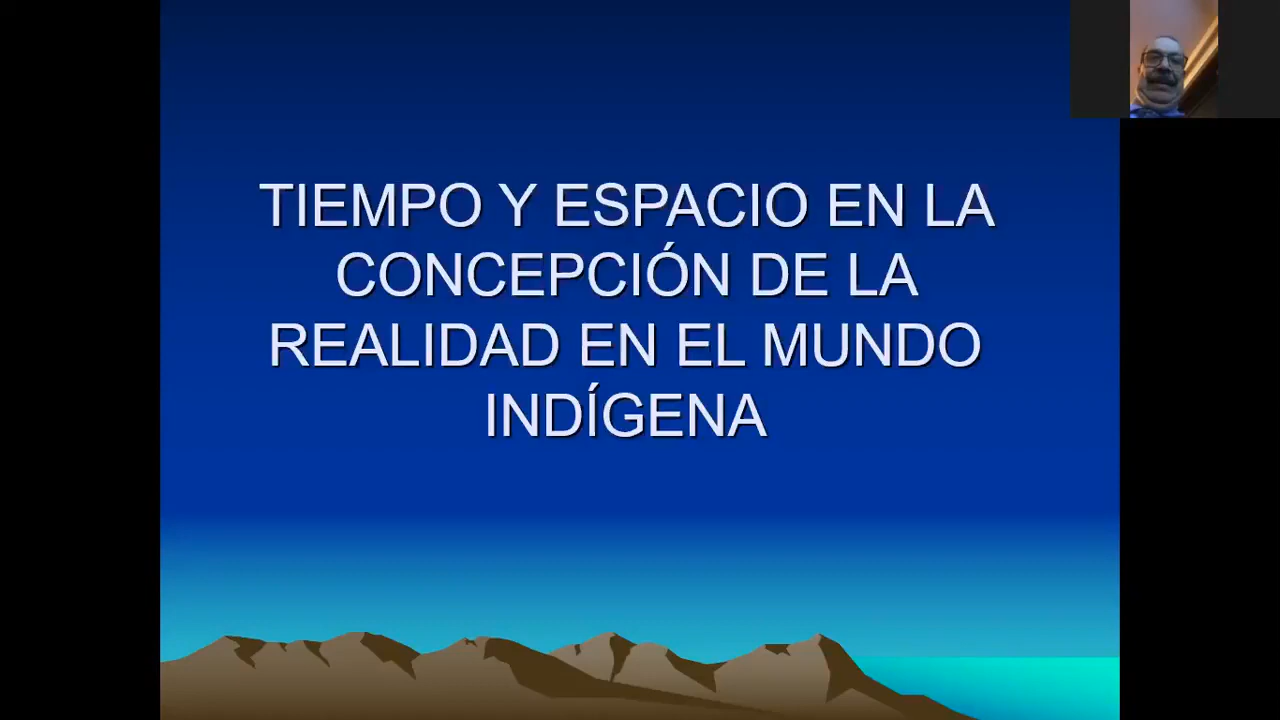 TIEMPO Y ESPACIO EN LA
CONCEPCIÓN DE LA
REALIDAD EN EL MUNDO
INDÍGENA